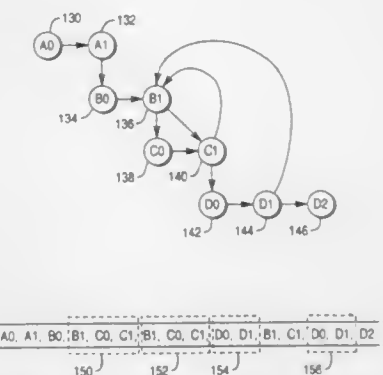 130
132
A0
A1
B0
B1
134
136
C0
C1
138
140
D0
D1
D2
142
144
146
A0, A1, B0, B1, C0, C1, B1, C0, C1, D0, D1, B1, C1, D0, D1, D2
150
152
154
156